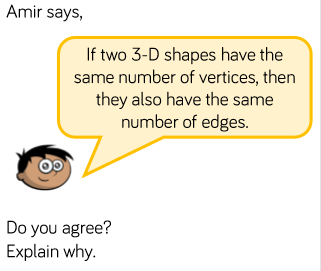 Amir says,
If two 3-D shapes have the
same number of vertices, then
they also have the same
number of edges.
Do you agree?
Explain why.